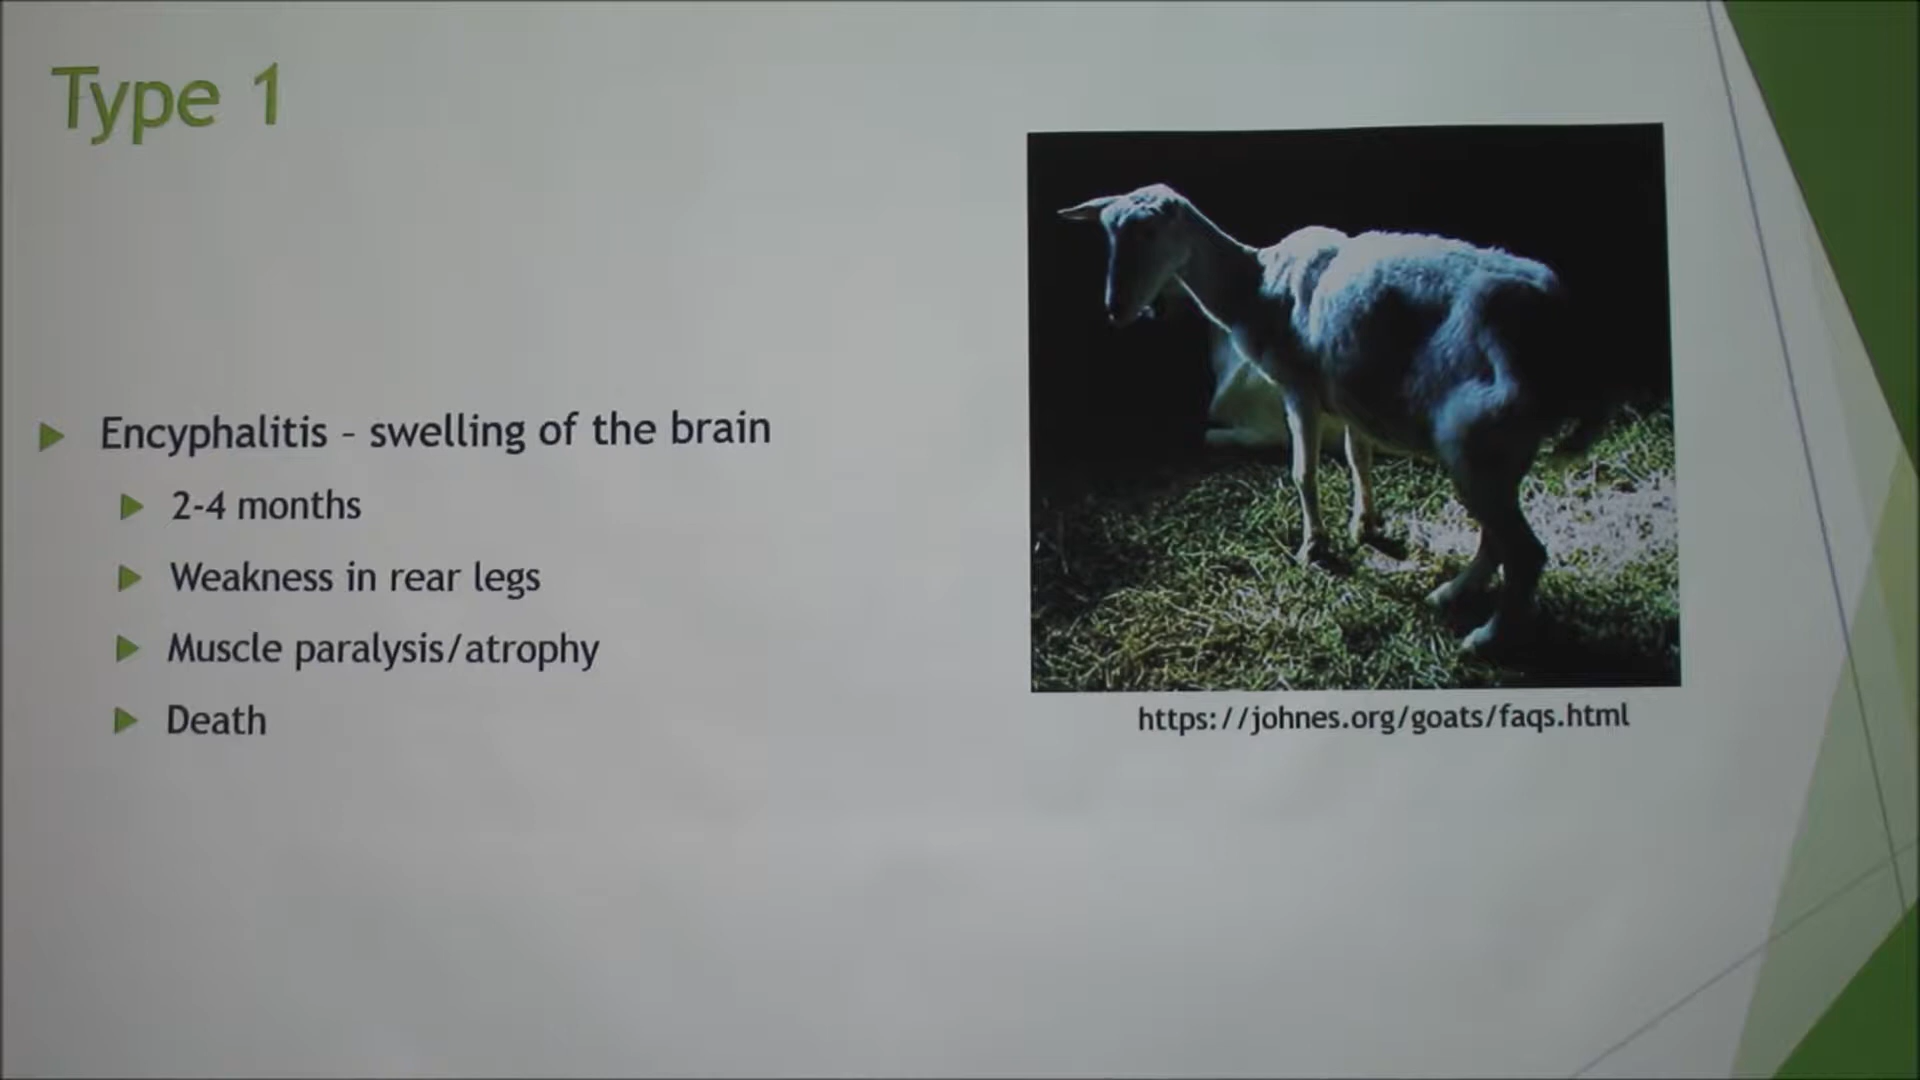 Type 1
Encyphalitis – swelling of the brain
2-4 months
Weakness in rear legs
Muscle paralysis/atrophy
Death
https://johnes.org/goats/faqs.html